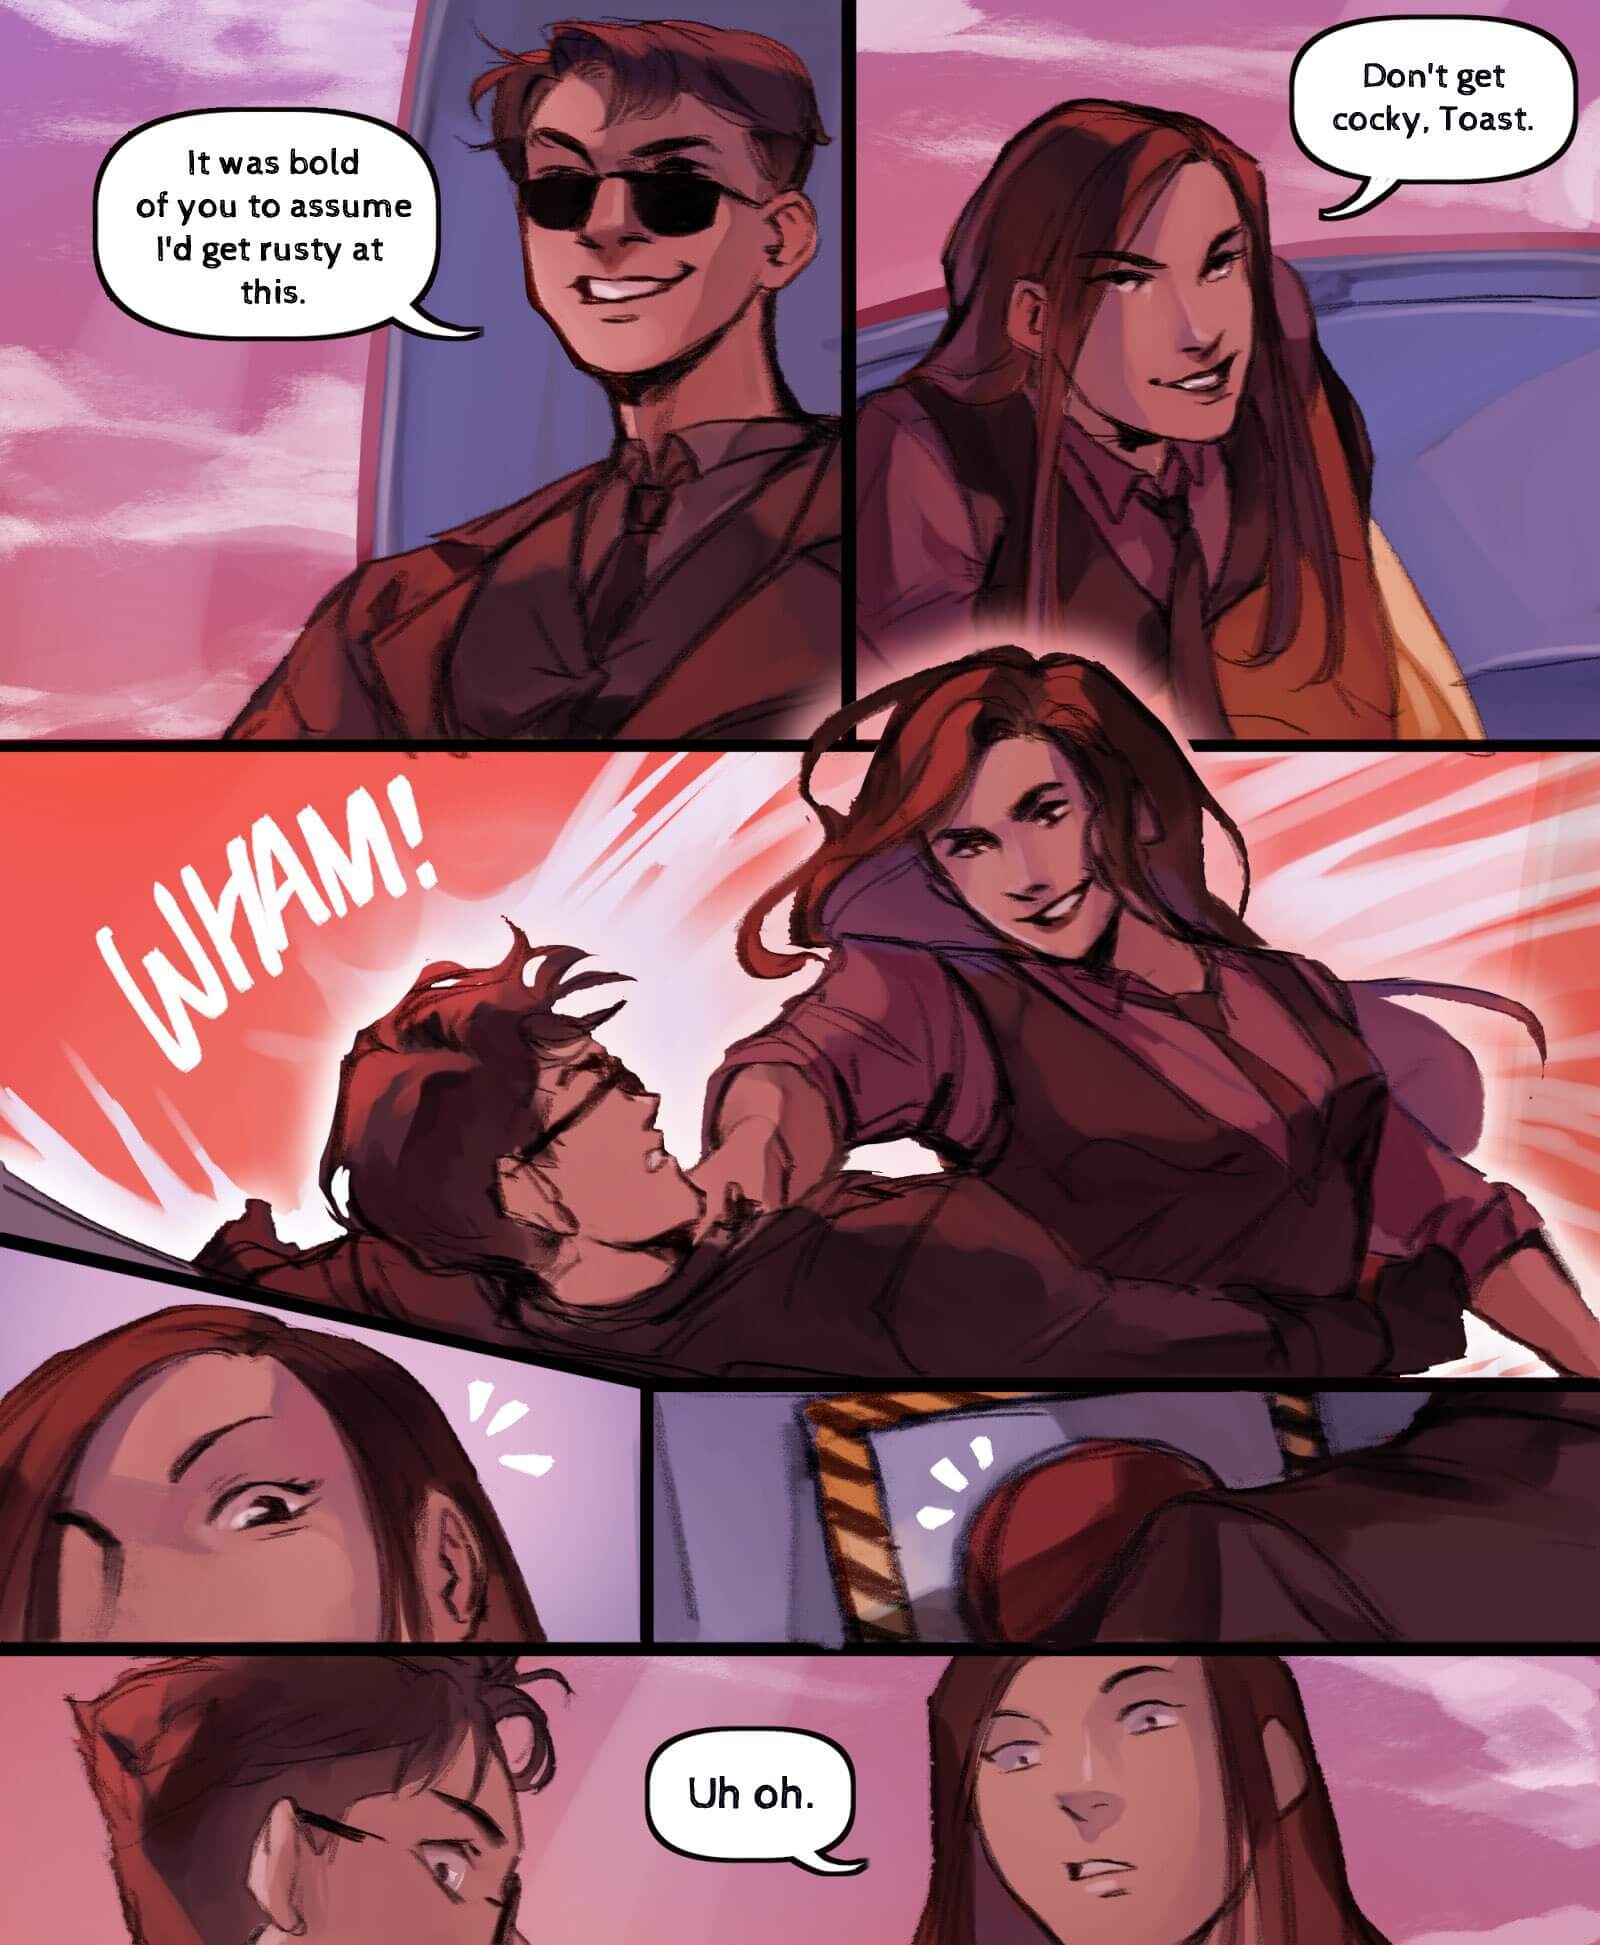 It was bold
of you to assume
I'd get rusty at
this.
Don't get
cocky, Toast.
WHAM!
Uh oh.